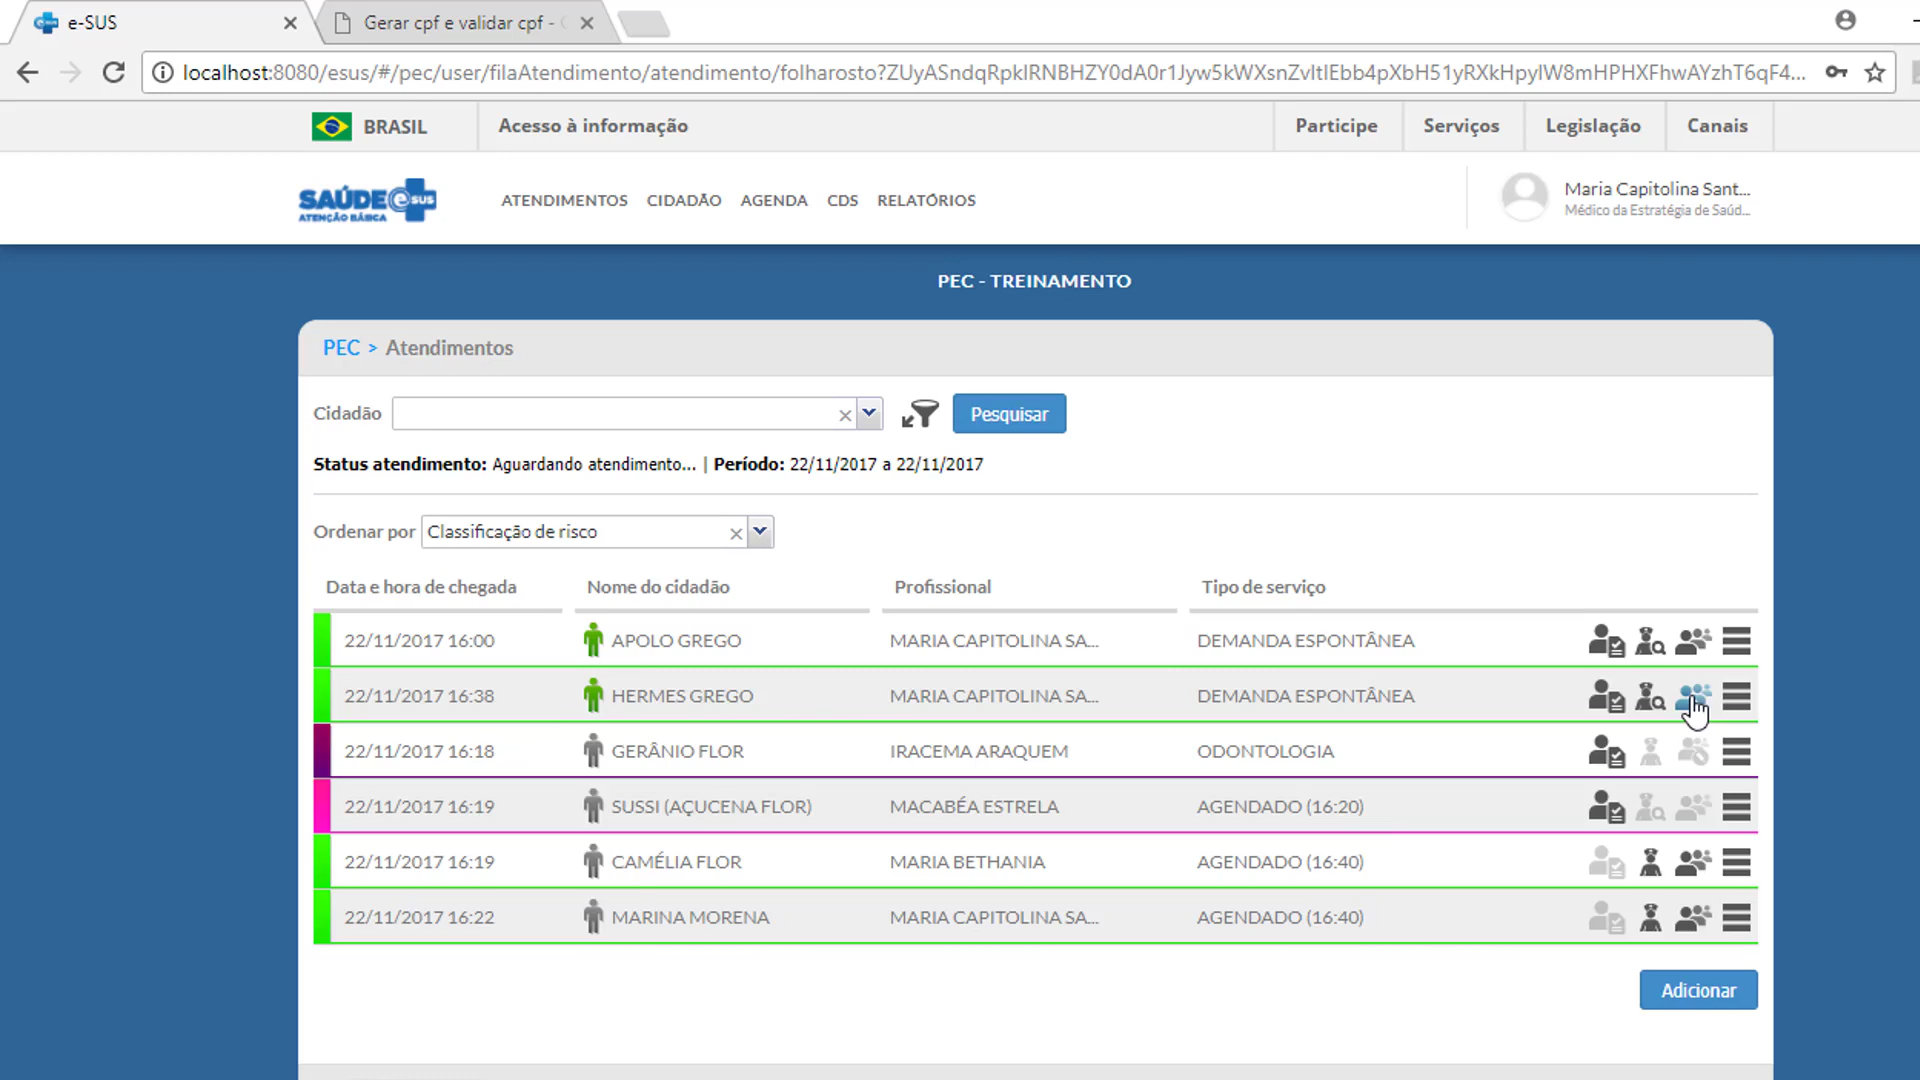 e-SUS
Gerar cpf e validar cpf -
localhost:8080/esus/#/pec/user/filaAtendimento/atendimento/folharosto?ZUyASndqRpklRNBHZY0dA0r1Jyw5kWXsnZvltlEbb4pXbH51yRXkHpylW8mHPHXFhwAYzhT6qF4...
BRASIL Acesso à informação Participe Serviços Legislação Canais
SAÚDE e SUS
ATENÇÃO BÁSICA
ATENDIMENTOS CIDADÃO AGENDA CDS RELATÓRIOS
Maria Capitolina Sant...
Médico da Estratégia de Saúd...
PEC - TREINAMENTO
PEC > Atendimentos
Cidadão Pesquisar
Status atendimento: Aguardando atendimento... | Período: 22/11/2017 a 22/11/2017
Ordenar por Classificação de risco
Data e hora de chegada Nome do cidadão Profissional Tipo de serviço
22/11/2017 16:00 APOLO GREGO MARIA CAPITOLINA SA... DEMANDA ESPONTÂNEA
22/11/2017 16:38 HERMES GREGO MARIA CAPITOLINA SA... DEMANDA ESPONTÂNEA
22/11/2017 16:18 GERÂNIO FLOR IRACEMA ARAQUEM ODONTOLOGIA
22/11/2017 16:19 SUSSI (AÇUCENA FLOR) MACABÉA ESTRELA AGENDADO (16:20)
22/11/2017 16:19 CAMÉLIA FLOR MARIA BETHANIA AGENDADO (16:40)
22/11/2017 16:22 MARINA MORENA MARIA CAPITOLINA SA... AGENDADO (16:40)
Adicionar